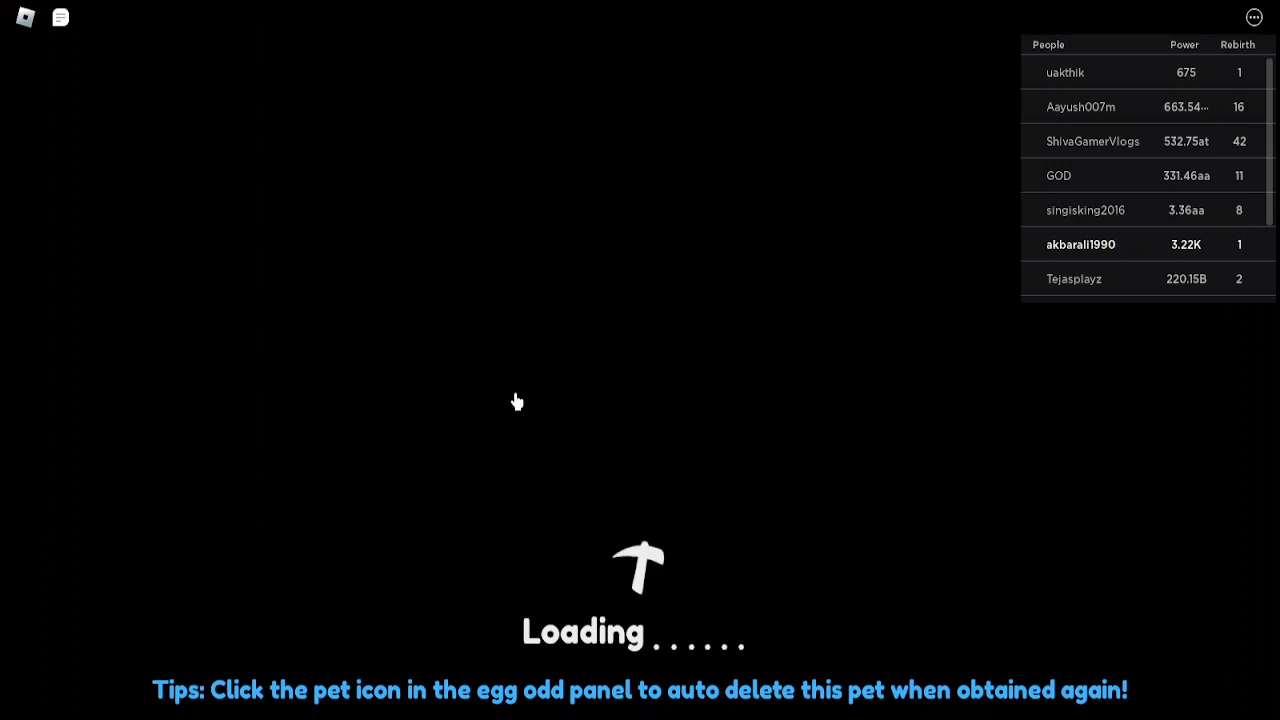 People Power Rebirth
uakthik 675 1
Aayush007m 663.54... 16
ShivaGamerVlogs 532.75at 42
GOD 331.46aa 11
singisking2016 3.36aa 8
akbarali1990 3.22K 1
Tejasplayz 220.15B 2
Loading ......
Tips: Click the pet icon in the egg odd panel to auto delete this pet when obtained again!